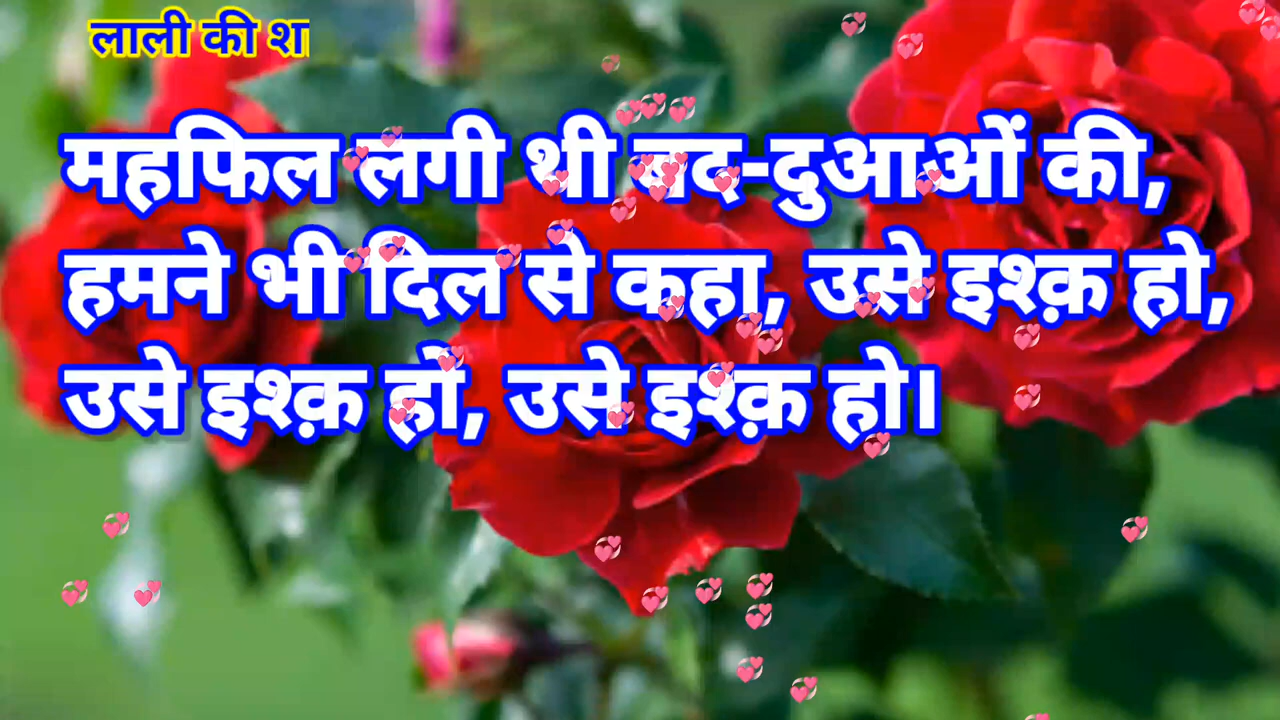 लाली की श
महफिल लगी थी बद-दुआओं की,
हमने भी दिल से कहा, उसे इश्क़ हो,
उसे इश्क़ हो, उसे इश्क़ हो।